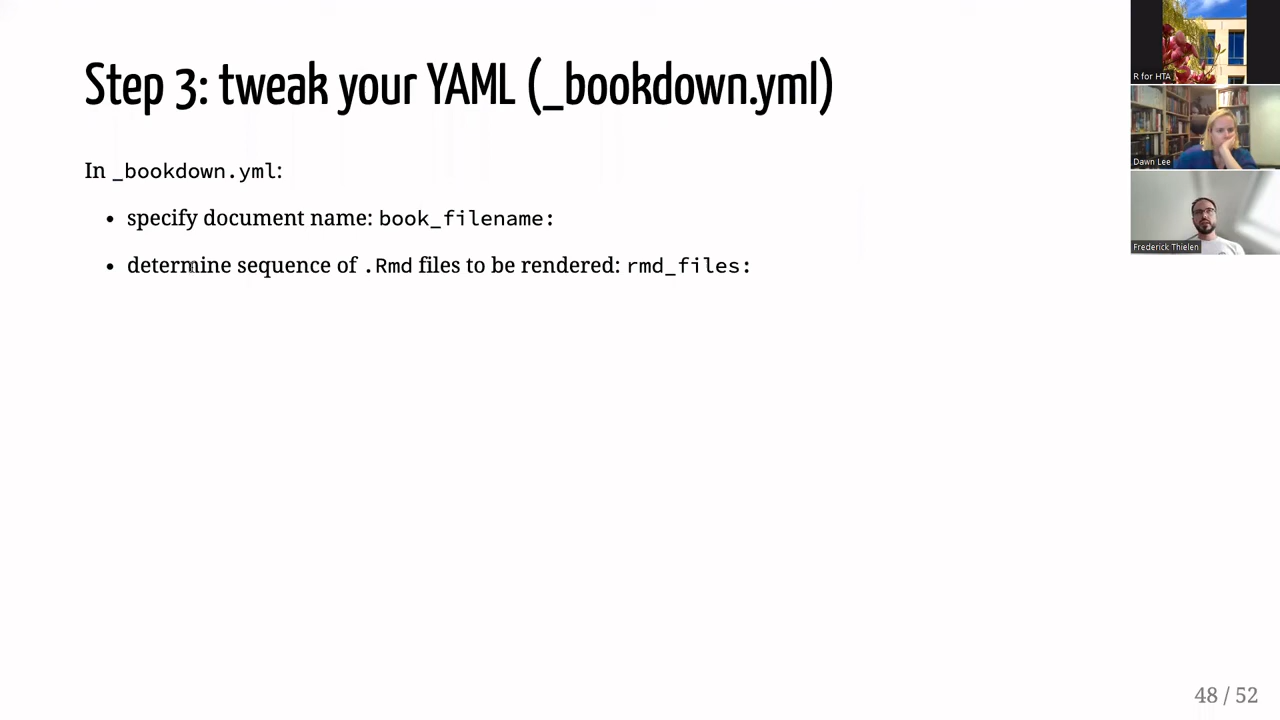 Step 3: tweak your YAML (_bookdown.yml)
In _bookdown.yml:
• specify document name: book_filename:
• determine sequence of .Rmd files to be rendered: rmd_files:
R for HTA
Dawn Lee
Frederick Thielen
48 / 52